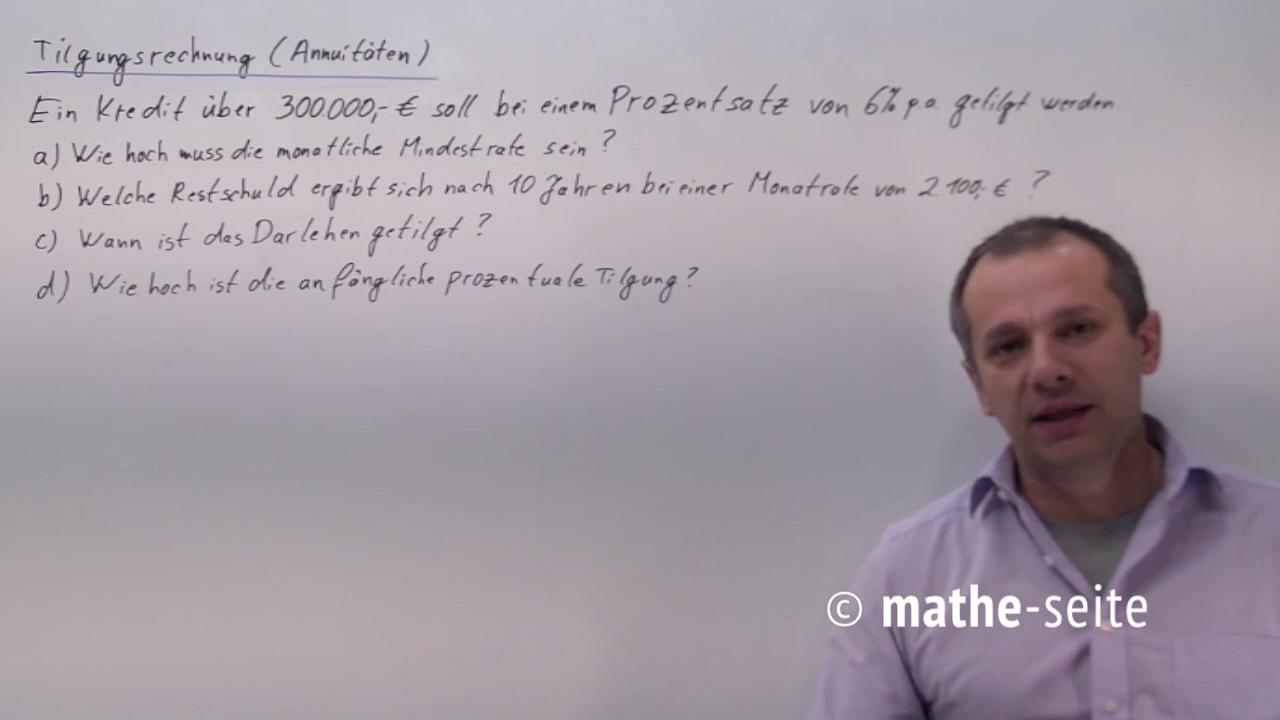 Tilgungsrechnung (Annuitäten)
Ein Kredit über 300.000,- € soll bei einem Prozentsatz von 6% p.a. getilgt werden.
a) Wie hoch muss die monatliche Mindestrate sein ?
b) Welche Restschuld ergibt sich nach 10 Jahren bei einer Monatrate von 2.100,- € ?
c) Wann ist das Darlehen getilgt ?
d) Wie hoch ist die anfängliche prozentuale Tilgung ?
© mathe-seite